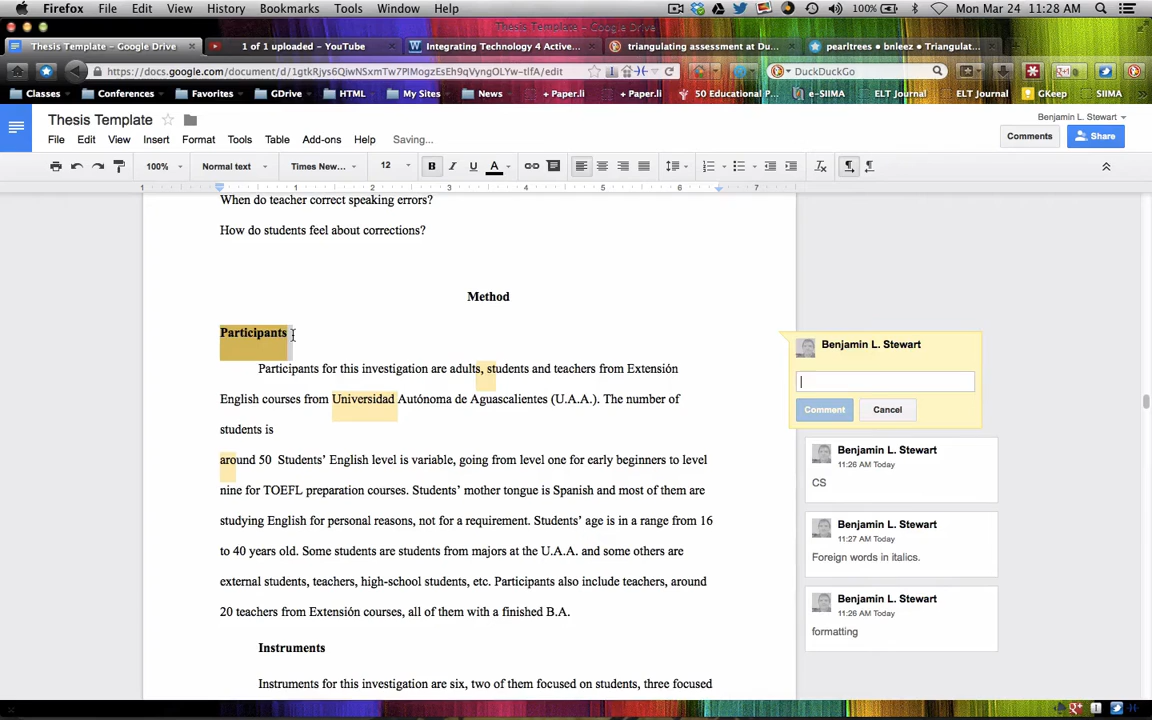 Firefox File Edit View History Bookmarks Tools Window Help 100% Mon Mar 24 11:28 AM
Thesis Template – Google Drive
Thesis Template – Google Drive 1 of 1 uploaded – YouTube Integrating Technology 4 Active... triangulating assessment at Du... pearltrees • bnleez • Triangulat...
https://docs.google.com/document/d/1gtkRjys6QiwNSxmTw7PlMogzEsEh9qVyngOLYw-tIfA/edit DuckDuckGo
Classes Conferences Favorites GDrive HTML My Sites News + Paper.li + Paper.li 50 Educational P... e-SIIMA ELT Journal ELT Journal GKeep SIIMA
Thesis Template
Benjamin L. Stewart
File Edit View Insert Format Tools Table Add-ons Help Saving...
Comments Share
100% Normal text Times New... 12 B I U A
1 1 2 3 4 5 6 7
When do teacher correct speaking errors?
How do students feel about corrections?
Method
Participants
Participants for this investigation are adults, students and teachers from Extensión
English courses from Universidad Autónoma de Aguascalientes (U.A.A.). The number of
students is
around 50 Students' English level is variable, going from level one for early beginners to level
nine for TOEFL preparation courses. Students' mother tongue is Spanish and most of them are
studying English for personal reasons, not for a requirement. Students' age is in a range from 16
to 40 years old. Some students are students from majors at the U.A.A. and some others are
external students, teachers, high-school students, etc. Participants also include teachers, around
20 teachers from Extensión courses, all of them with a finished B.A.
Instruments
Instruments for this investigation are six, two of them focused on students, three focused
Benjamin L. Stewart
Comment Cancel
Benjamin L. Stewart
11:26 AM Today
CS
Benjamin L. Stewart
11:27 AM Today
Foreign words in italics.
Benjamin L. Stewart
11:26 AM Today
formatting